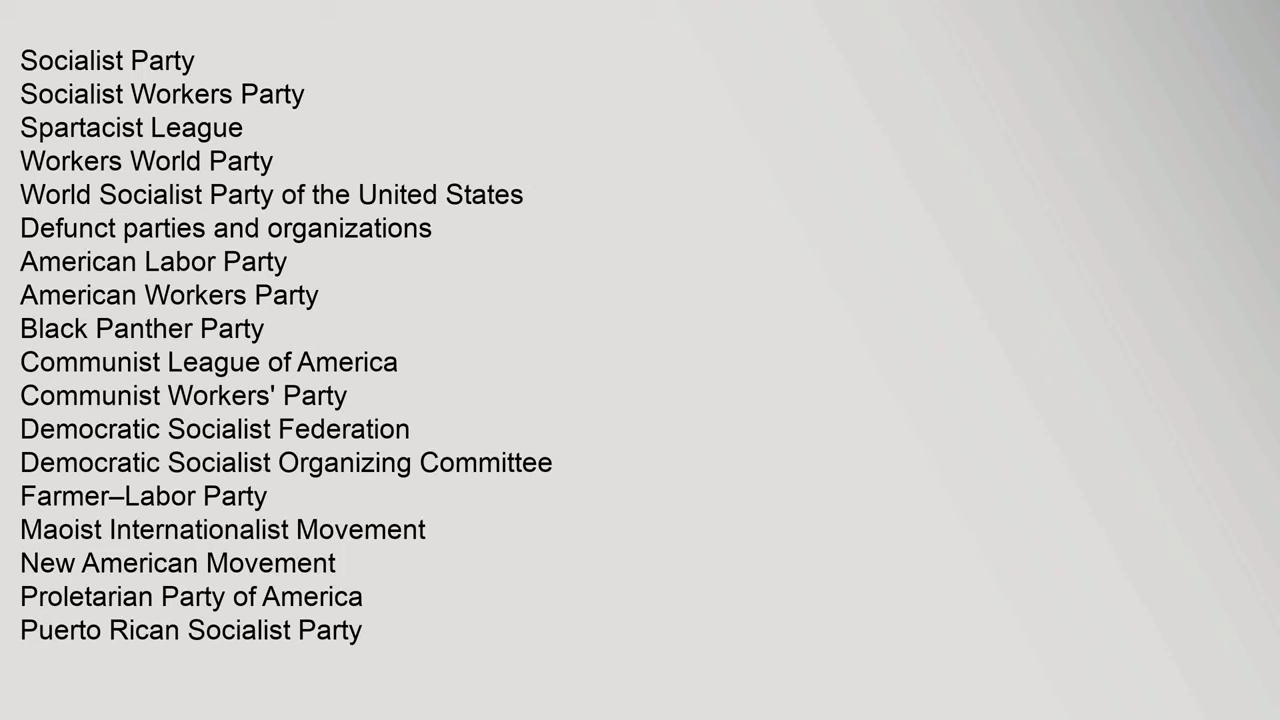 Socialist Party
Socialist Workers Party
Spartacist League
Workers World Party
World Socialist Party of the United States
Defunct parties and organizations
American Labor Party
American Workers Party
Black Panther Party
Communist League of America
Communist Workers' Party
Democratic Socialist Federation
Democratic Socialist Organizing Committee
Farmer–Labor Party
Maoist Internationalist Movement
New American Movement
Proletarian Party of America
Puerto Rican Socialist Party